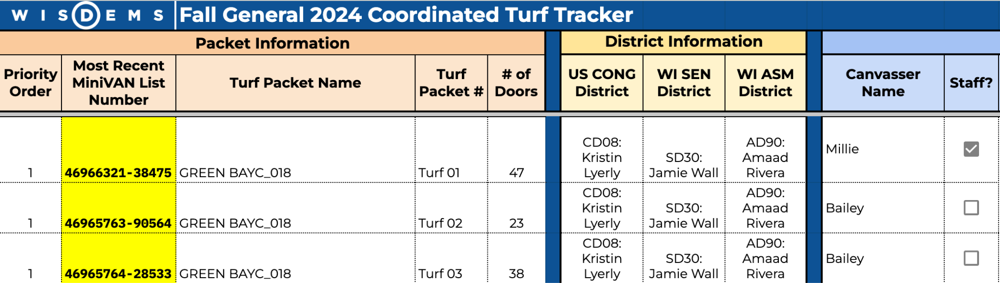 WISDEMS Fall General 2024 Coordinated Turf Tracker
Packet Information
District Information
Priority Order
Most Recent MiniVAN List Number
Turf Packet Name
Turf Packet #
# of Doors
US CONG District
WI SEN District
WI ASM District
Canvasser Name
Staff?
1 46966321-38475 GREEN BAYC_018 Turf 01 47 CD08: Kristin Lyerly SD30: Jamie Wall AD90: Amaad Rivera Millie
1 46965763-90564 GREEN BAYC_018 Turf 02 23 CD08: Kristin Lyerly SD30: Jamie Wall AD90: Amaad Rivera Bailey
1 46965764-28533 GREEN BAYC_018 Turf 03 38 CD08: Kristin Lyerly SD30: Jamie Wall AD90: Amaad Rivera Bailey